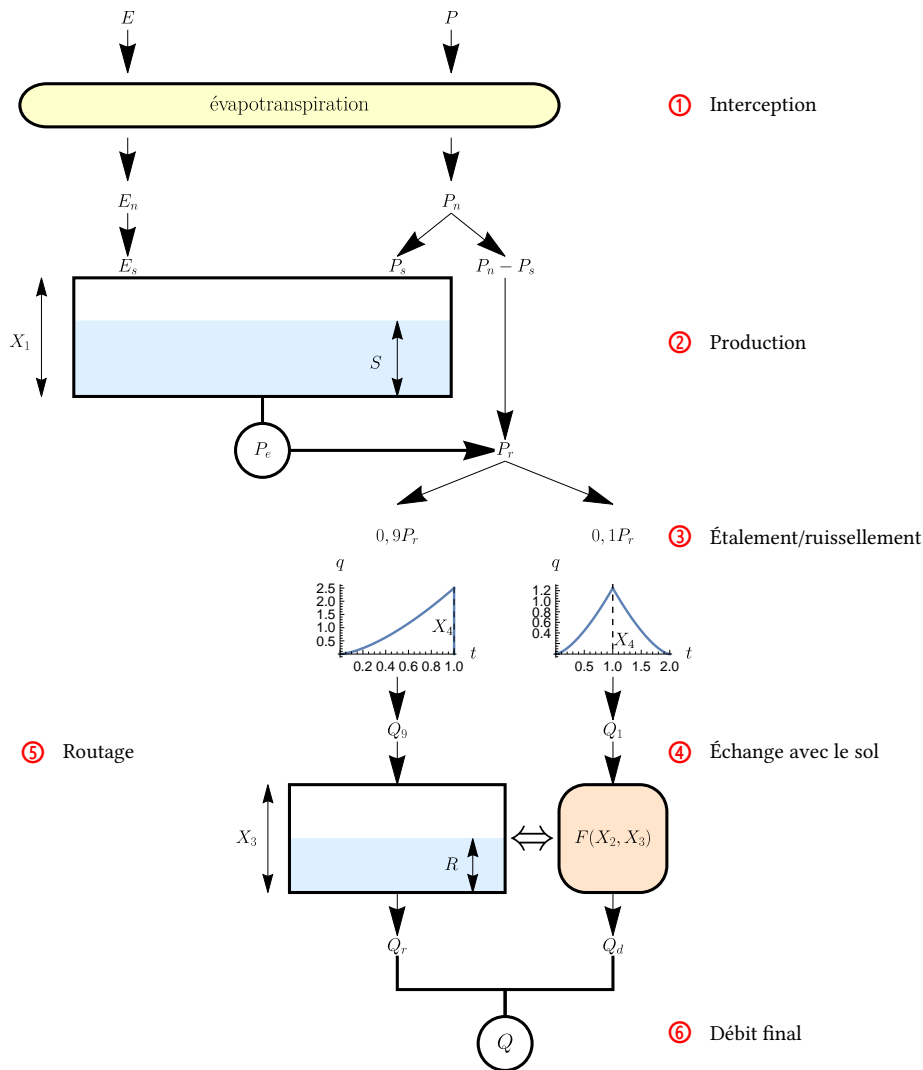 E P
évapotranspiration
① Interception
E_n P_n
E_s P_s P_n − P_s
X_1
S
② Production
P_e P_r
0,9P_r 0,1P_r
③ Étalement/ruissellement
q q
2.5
2.0
1.5
1.0
0.5
X_4
0.2 0.4 0.6 0.8 1.0 t
1.2
1.0
0.8
0.6
0.4
X_4
0.5 1.0 1.5 2.0 t
Q_9 Q_1
⑤ Routage
④ Échange avec le sol
X_3
R
F(X_2, X_3)
Q_r Q_d
Q
⑥ Débit final